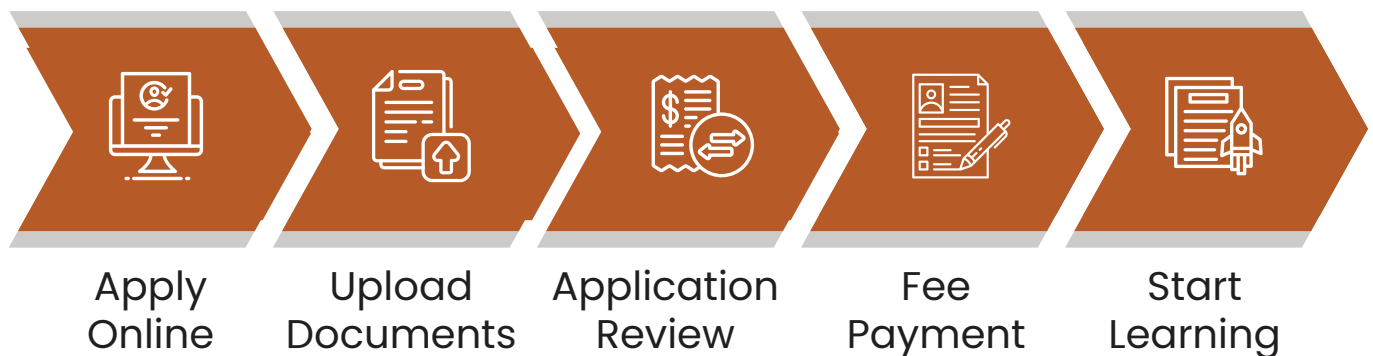 Apply
Online
Upload
Documents
Application
Review
Fee
Payment
Start
Learning